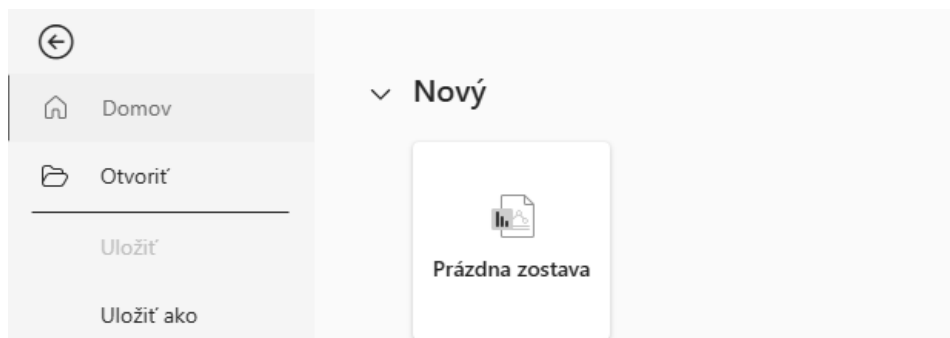 Domov
Otvoriť
Uložiť
Uložiť ako
Nový
Prázdna zostava